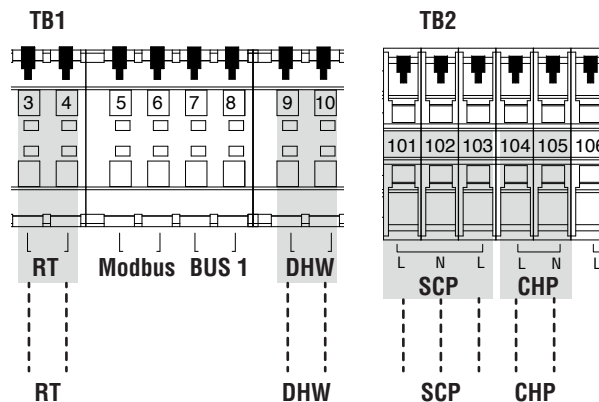 TB1 TB2
3 4 5 6 7 8 9 10
101 102 103 104 105 106
L N L L N L
RT Modbus BUS 1 DHW SCP CHP
RT DHW SCP CHP